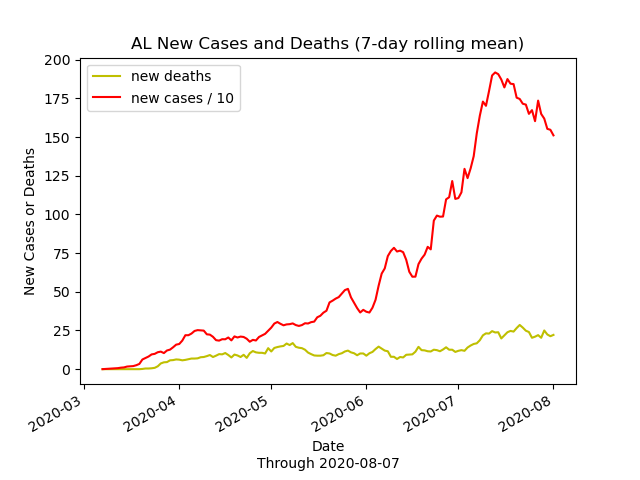 AL New Cases and Deaths (7-day rolling mean)
new deaths
new cases / 10
200
175
150
125
100
75
50
25
0
New Cases or Deaths
2020-03
2020-04
2020-05
2020-06
2020-07
2020-08
Date
Through 2020-08-07